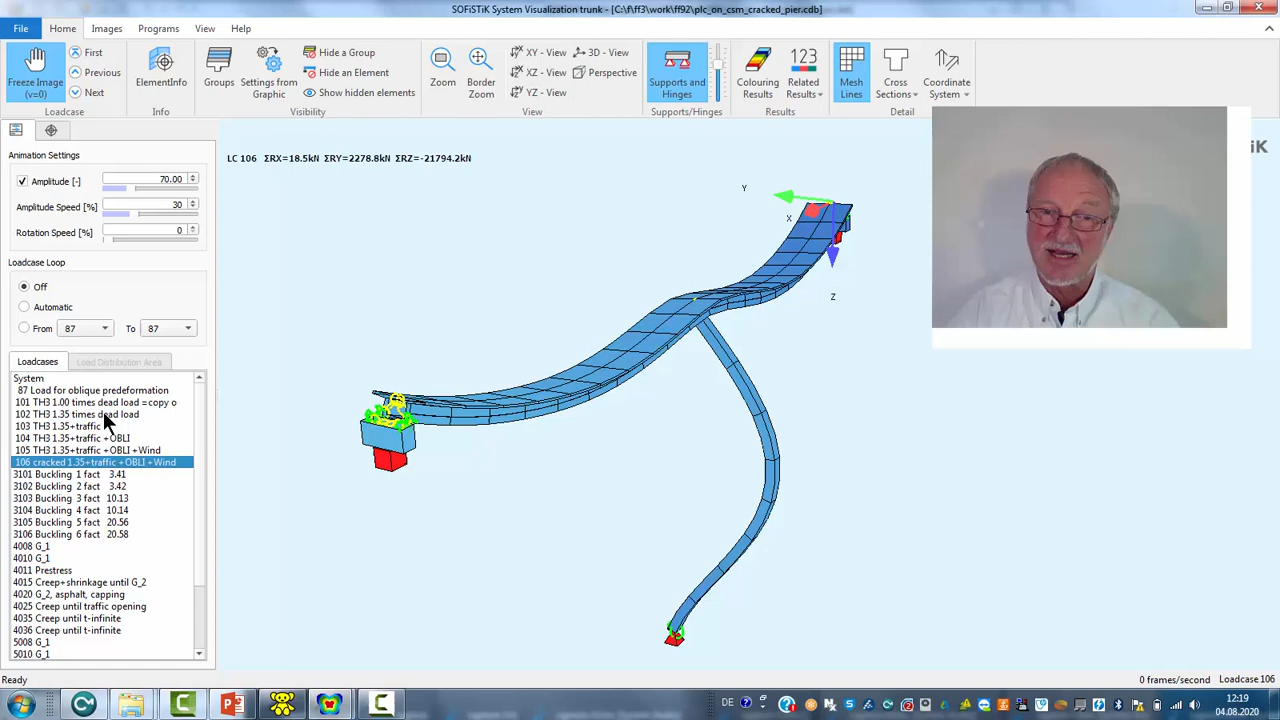 SOFiSTiK System Visualization trunk - [C:\f\ff3\work\ff92\plc_on_csm_cracked_pier.cdb]
File Home Images Programs View Help
Freeze Image (v=0)
First
Previous
Next
Loadcase
ElementInfo
Info
Groups
Settings from Graphic
Hide a Group
Hide an Element
Show hidden elements
Visibility
Zoom
Border Zoom
XY - View
XZ - View
YZ - View
3D - View
Perspective
View
Supports and Hinges
Supports/Hinges
Colouring Results
123
Related Results
Results
Mesh Lines
Cross Sections
Coordinate System
Detail
Animation Settings
Amplitude [-] 70.00
Amplitude Speed [%] 30
Rotation Speed [%] 0
Loadcase Loop
Off
Automatic
From 87 To 87
Loadcases Load Distribution Area
System
87 Load for oblique predeformation
101 TH3 1.00 times dead load =copy o
102 TH3 1.35 times dead load
103 TH3 1.35+traffic
104 TH3 1.35+traffic +OBLI
105 TH3 1.35+traffic +OBLI +Wind
106 cracked 1.35+traffic +OBLI +Wind
3101 Buckling 1 fact 3.41
3102 Buckling 2 fact 3.42
3103 Buckling 3 fact 10.13
3104 Buckling 4 fact 10.14
3105 Buckling 5 fact 20.56
3106 Buckling 6 fact 20.58
4008 G_1
4010 G_1
4011 Prestress
4015 Creep+shrinkage until G_2
4020 G_2, asphalt, capping
4025 Creep until traffic opening
4035 Creep until t-infinite
4036 Creep until t-infinite
5008 G_1
5010 G_1
LC 106 ΣRX=18.5kN ΣRY=2278.8kN ΣRZ=-21794.2kN
Y
X
Z
iK
Ready
0 frames/second Loadcase 106
DE
12:19
04.08.2020